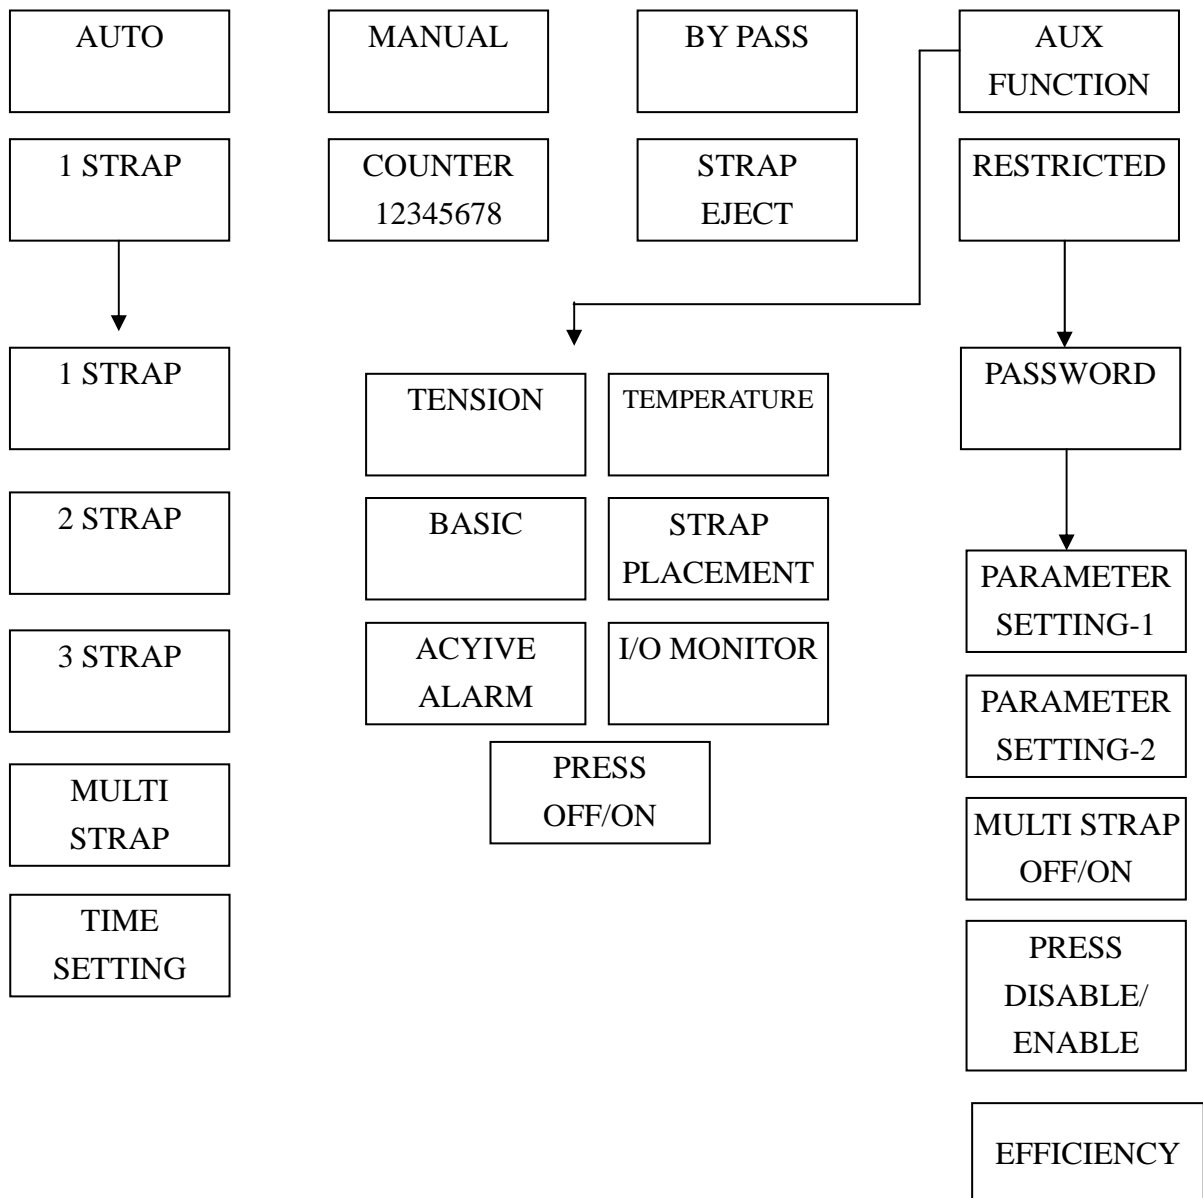 AUTO
MANUAL
BY PASS
AUX
FUNCTION
1 STRAP
COUNTER
12345678
STRAP
EJECT
RESTRICTED
1 STRAP
2 STRAP
3 STRAP
MULTI
STRAP
TIME
SETTING
TENSION
TEMPERATURE
BASIC
STRAP
PLACEMENT
ACYIVE
ALARM
I/O MONITOR
PRESS
OFF/ON
PASSWORD
PARAMETER
SETTING-1
PARAMETER
SETTING-2
MULTI STRAP
OFF/ON
PRESS
DISABLE/
ENABLE
EFFICIENCY